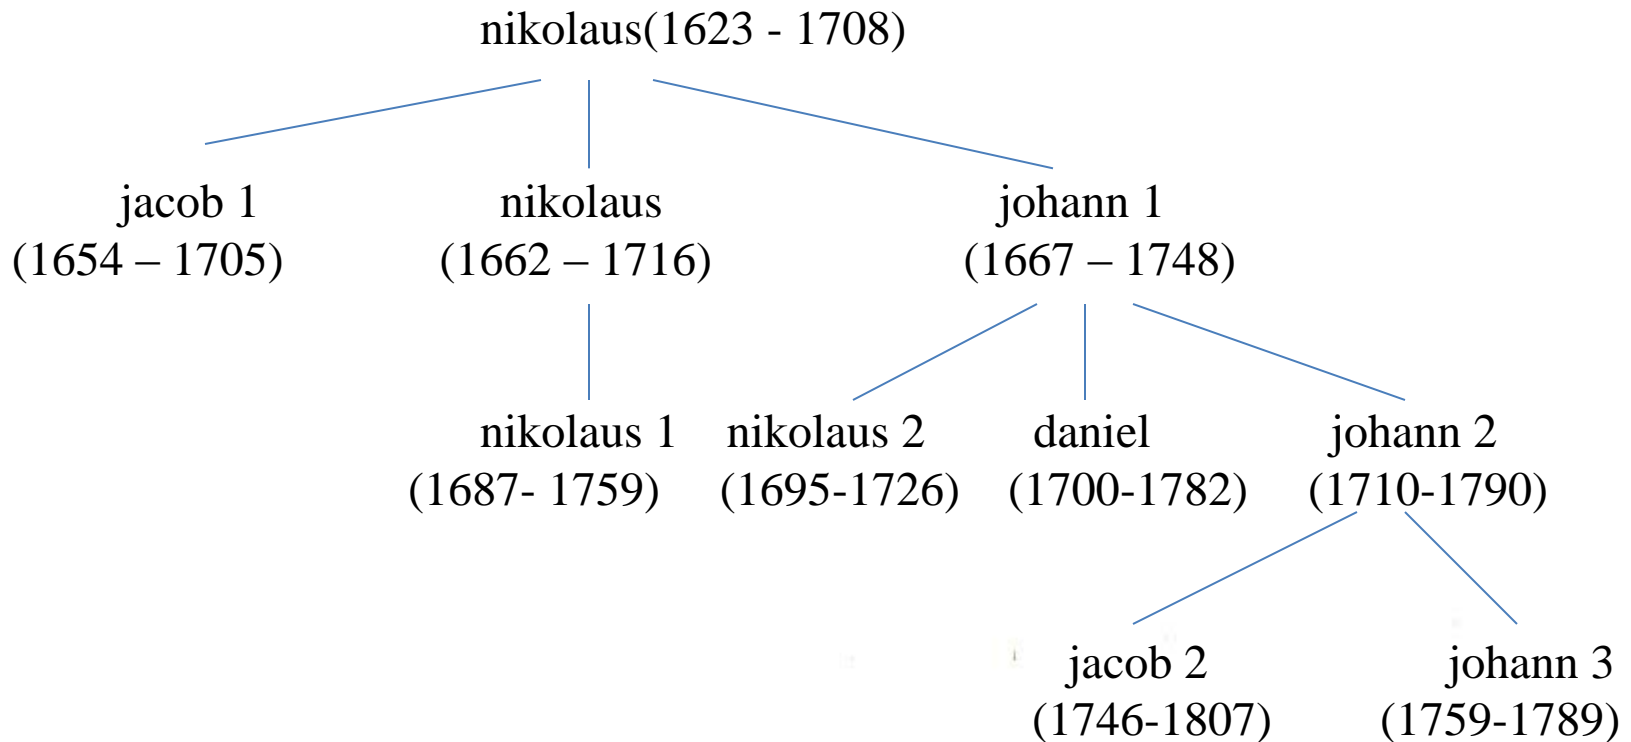 nikolaus(1623 - 1708)
jacob 1 nikolaus johann 1
(1654 – 1705) (1662 – 1716) (1667 – 1748)
nikolaus 1 nikolaus 2 daniel johann 2
(1687- 1759) (1695-1726) (1700-1782) (1710-1790)
jacob 2 johann 3
(1746-1807) (1759-1789)